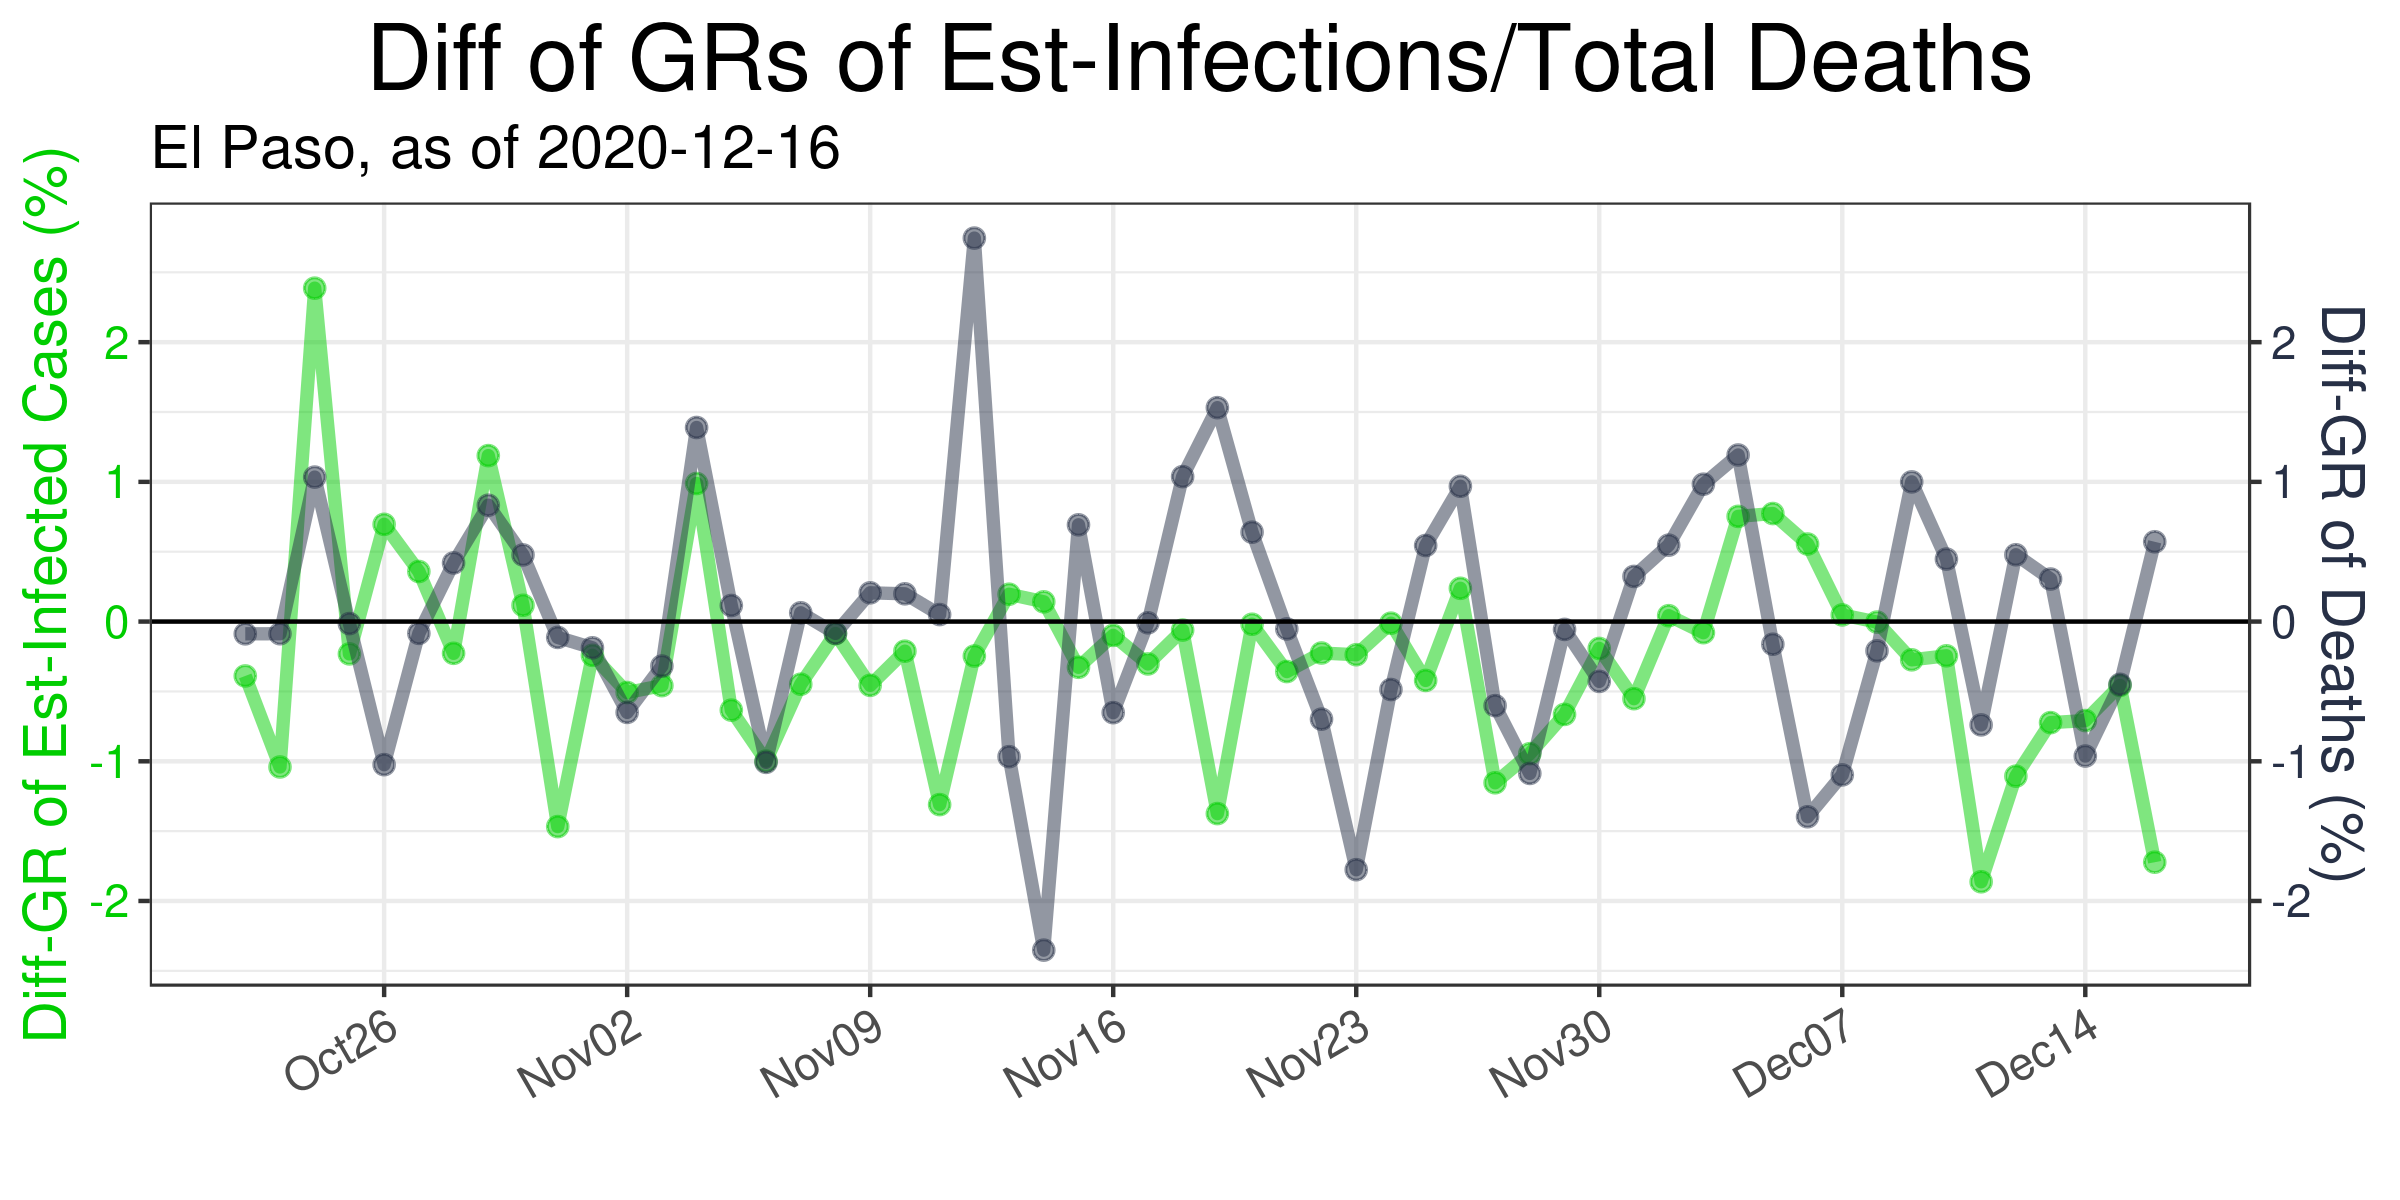 Diff of GRs of Est-Infections/Total Deaths
El Paso, as of 2020-12-16
Diff-GR of Est-Infected Cases (%)
2
1
0
-1
-2
2
1
0
-1
-2
Diff-GR of Deaths (%)
Oct26
Nov02
Nov09
Nov16
Nov23
Nov30
Dec07
Dec14